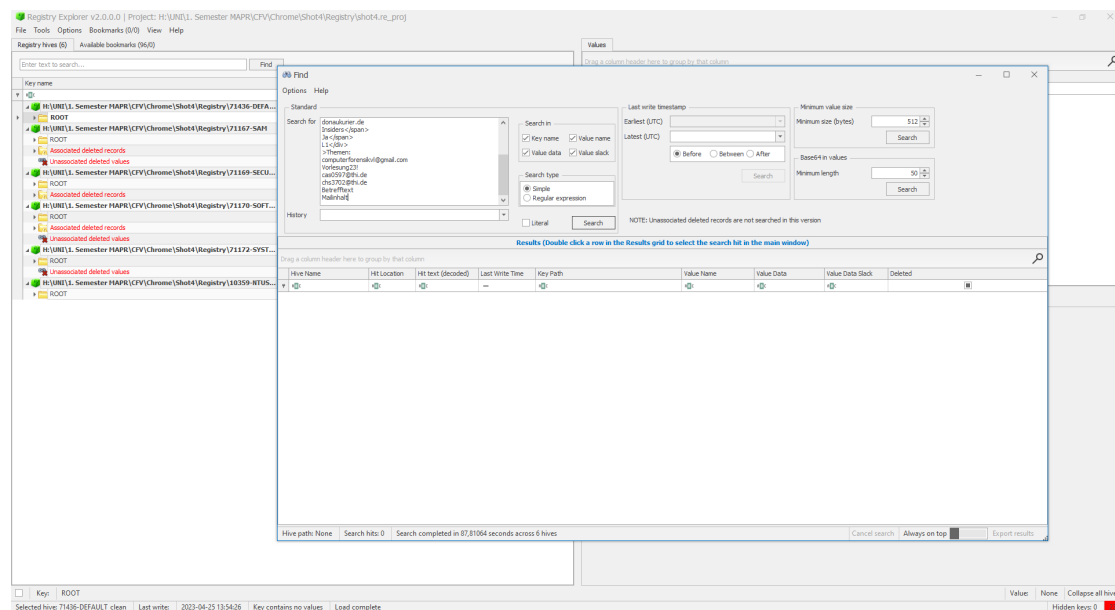 Registry Explorer v2.0.0.0 | Project: H:\UNI\1. Semester MAPR\CFV\Chrome\Shot4\Registry\shot4.re_proj
File Tools Options Bookmarks (0/0) View Help
Registry hives (6) Available bookmarks (96/0)
Values
Enter text to search... Find
Drag a column header here to group by that column
Key name
H:\UNI\1. Semester MAPR\CFV\Chrome\Shot4\Registry\71436-DEFA...
ROOT
H:\UNI\1. Semester MAPR\CFV\Chrome\Shot4\Registry\71167-SAM
ROOT
Associated deleted records
Unassociated deleted values
H:\UNI\1. Semester MAPR\CFV\Chrome\Shot4\Registry\71169-SECU...
ROOT
Associated deleted records
H:\UNI\1. Semester MAPR\CFV\Chrome\Shot4\Registry\71170-SOFT...
ROOT
Associated deleted records
Unassociated deleted values
H:\UNI\1. Semester MAPR\CFV\Chrome\Shot4\Registry\71172-SYST...
ROOT
Unassociated deleted values
H:\UNI\1. Semester MAPR\CFV\Chrome\Shot4\Registry\10359-NTUS...
ROOT
Find
Options Help
Standard
Search for
donaukurier.de
Insiders</span>
Ja</span>
L1</div>
>Themen:
computerforensikvl@gmail.com
Vorlesung23!
cas0597@thi.de
chs3702@thi.de
Betrefftext
Mailinhalt
History
Search in
Key name Value name
Value data Value slack
Search type
Simple
Regular expression
Literal Search
Last write timestamp
Earliest (UTC)
Latest (UTC)
Before Between After
Search
Minimum value size
Minimum size (bytes) 512
Search
Base64 in values
Minimum length 50
Search
NOTE: Unassociated deleted records are not searched in this version
Results (Double click a row in the Results grid to select the search hit in the main window)
Drag a column header here to group by that column
Hive Name Hit Location Hit text (decoded) Last Write Time Key Path Value Name Value Data Value Data Slack Deleted
Hive path: None Search hits: 0 Search completed in 87,81064 seconds across 6 hives Cancel search Always on top Export results
Key: ROOT Value: None Collapse all hives
Selected hive: 71436-DEFAULT_clean Last write: 2023-04-25 13:54:26 Key contains no values Load complete Hidden keys: 0